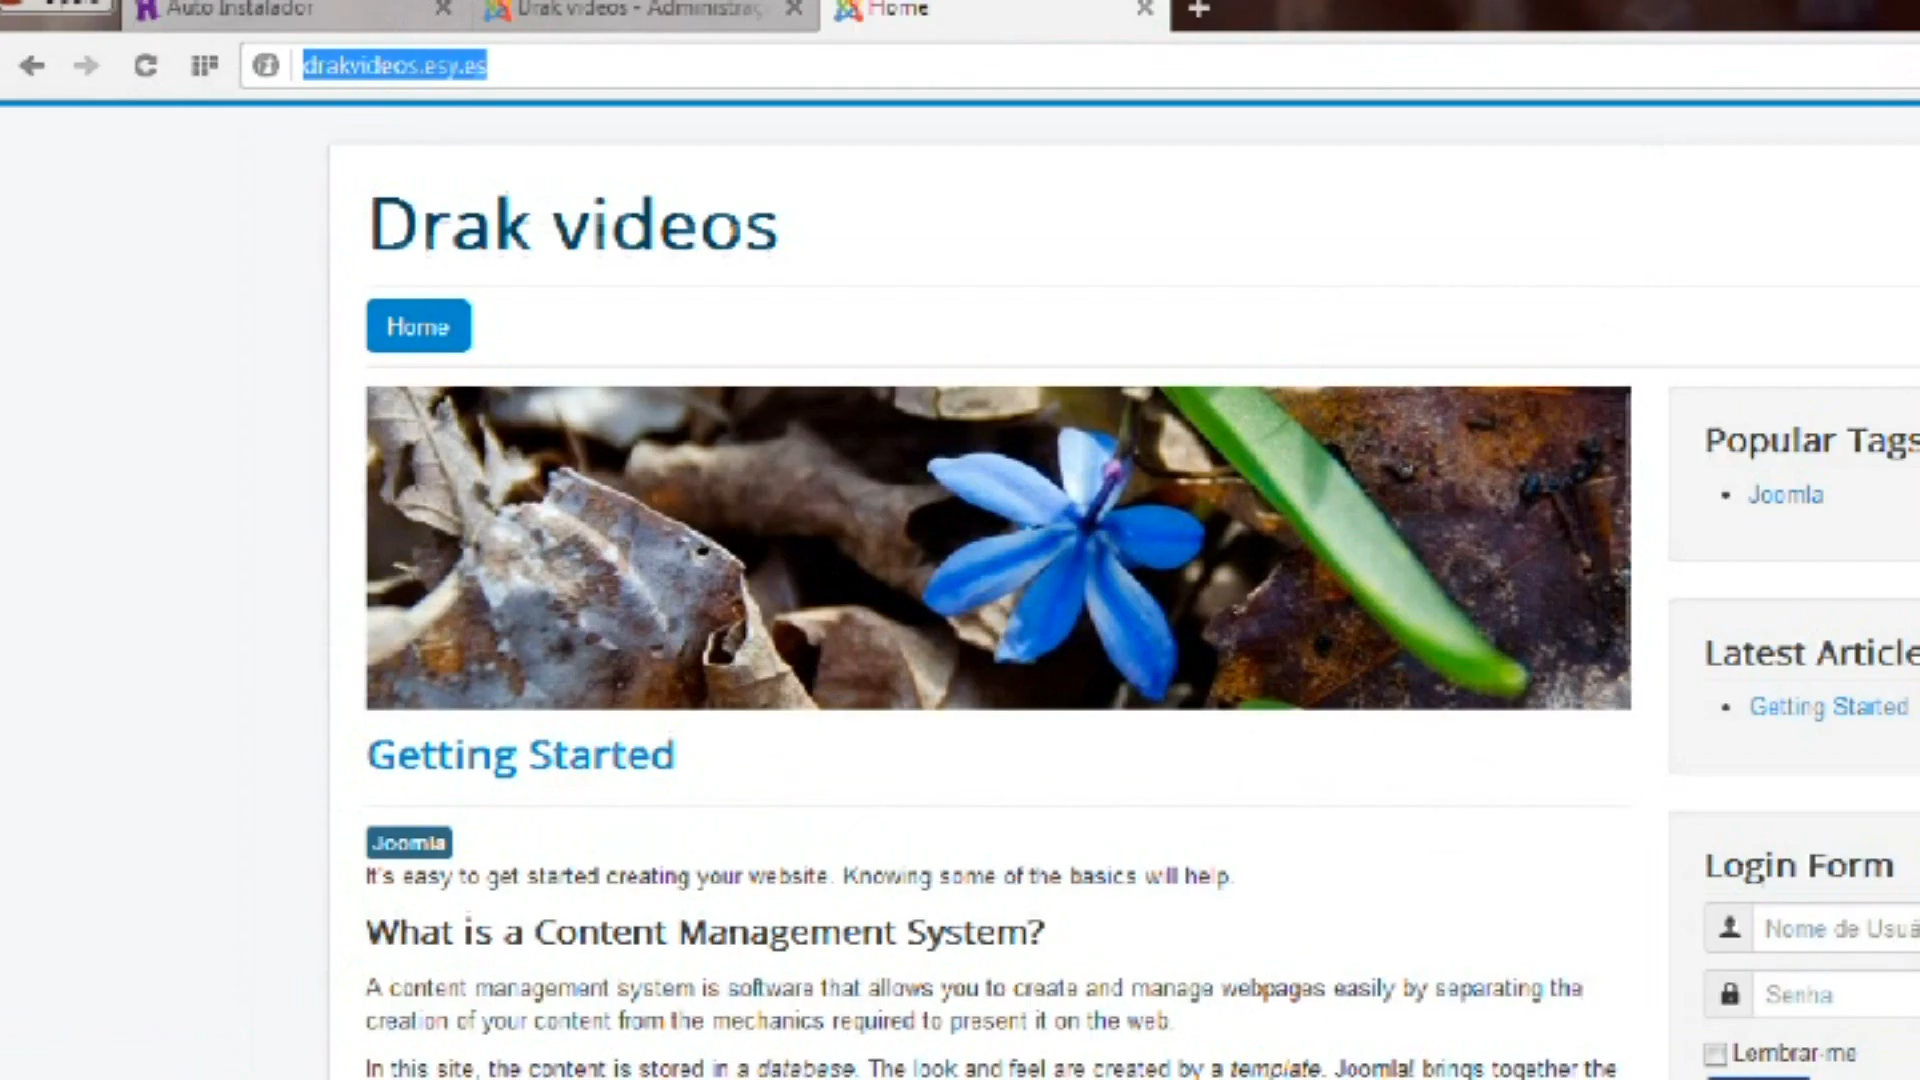 Auto Instalador
Drak videos - Administraç
Home
drakvideos.esy.es
Drak videos
Home
Popular Tags
Joomla
Latest Article
Getting Started
Getting Started
Joomla
It's easy to get started creating your website. Knowing some of the basics will help.
What is a Content Management System?
A content management system is software that allows you to create and manage webpages easily by separating the
creation of your content from the mechanics required to present it on the web.
In this site, the content is stored in a database. The look and feel are created by a template. Joomla! brings together the
Login Form
Nome de Usuá
Senha
Lembrar-me